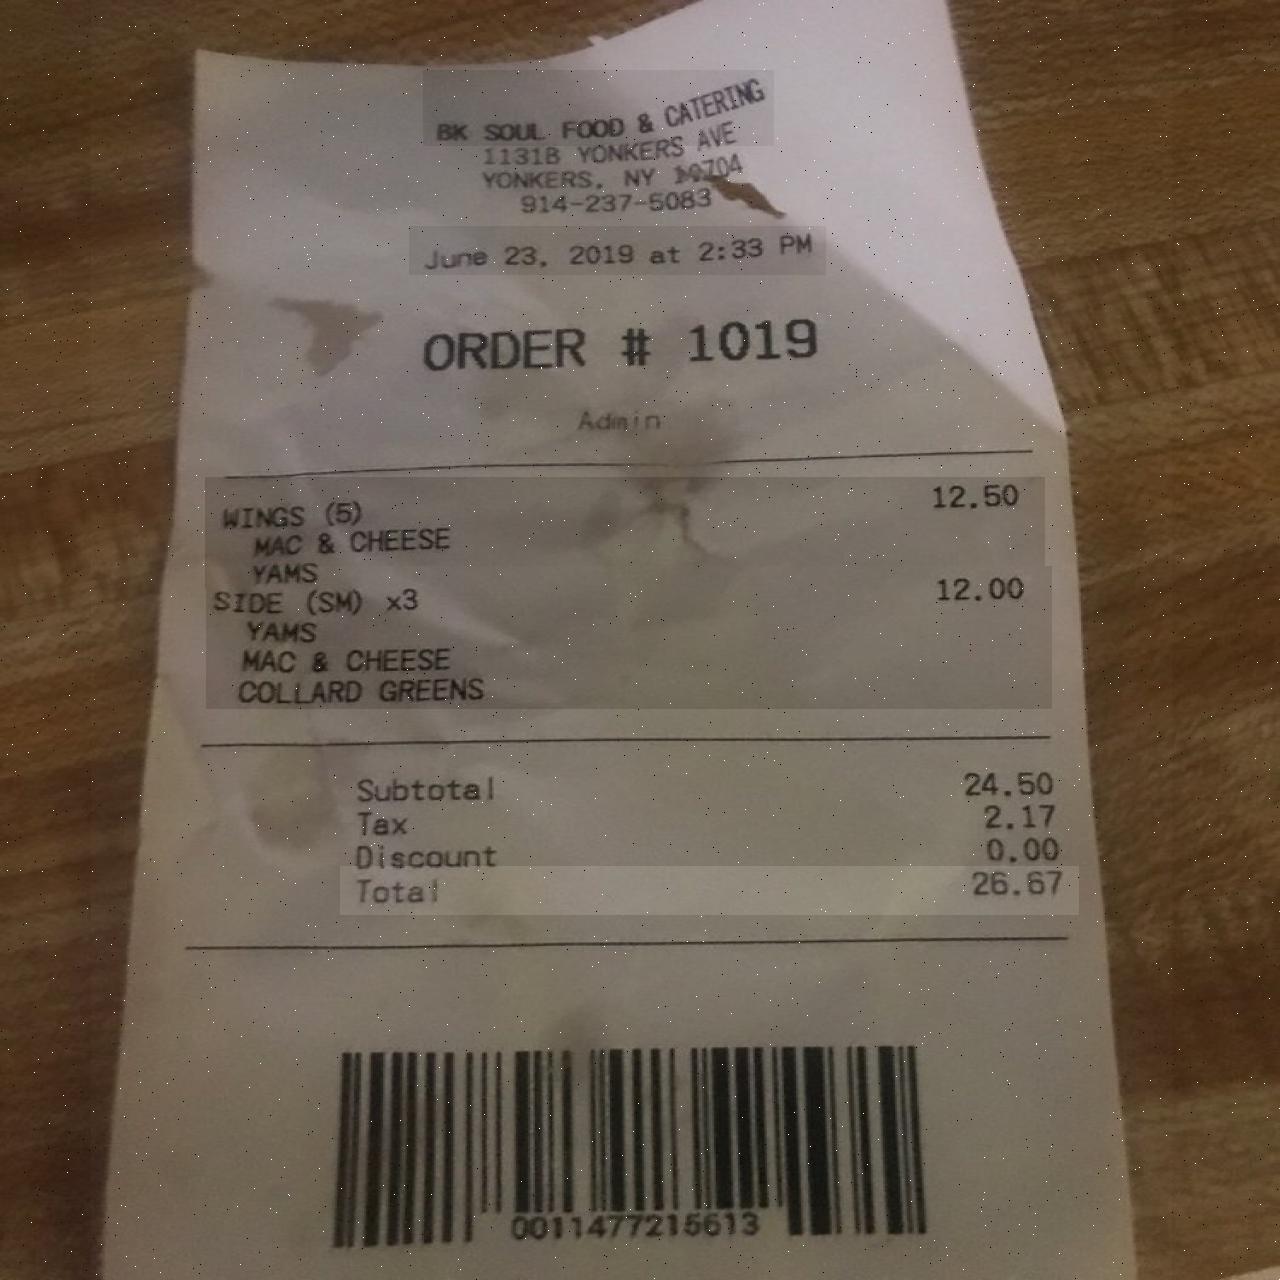 BK SOUL FOOD & CATERING
1131B YONKERS AVE
YONKERS, NY 10704
914-237-5083
June 23, 2019 at 2:33 PM
ORDER # 1019
Admin
WINGS (5) 12.50
MAC & CHEESE
YAMS
SIDE (SM) x3 12.00
YAMS
MAC & CHEESE
COLLARD GREENS
Subtotal 24.50
Tax 2.17
Discount 0.00
Total 26.67
0011477215613